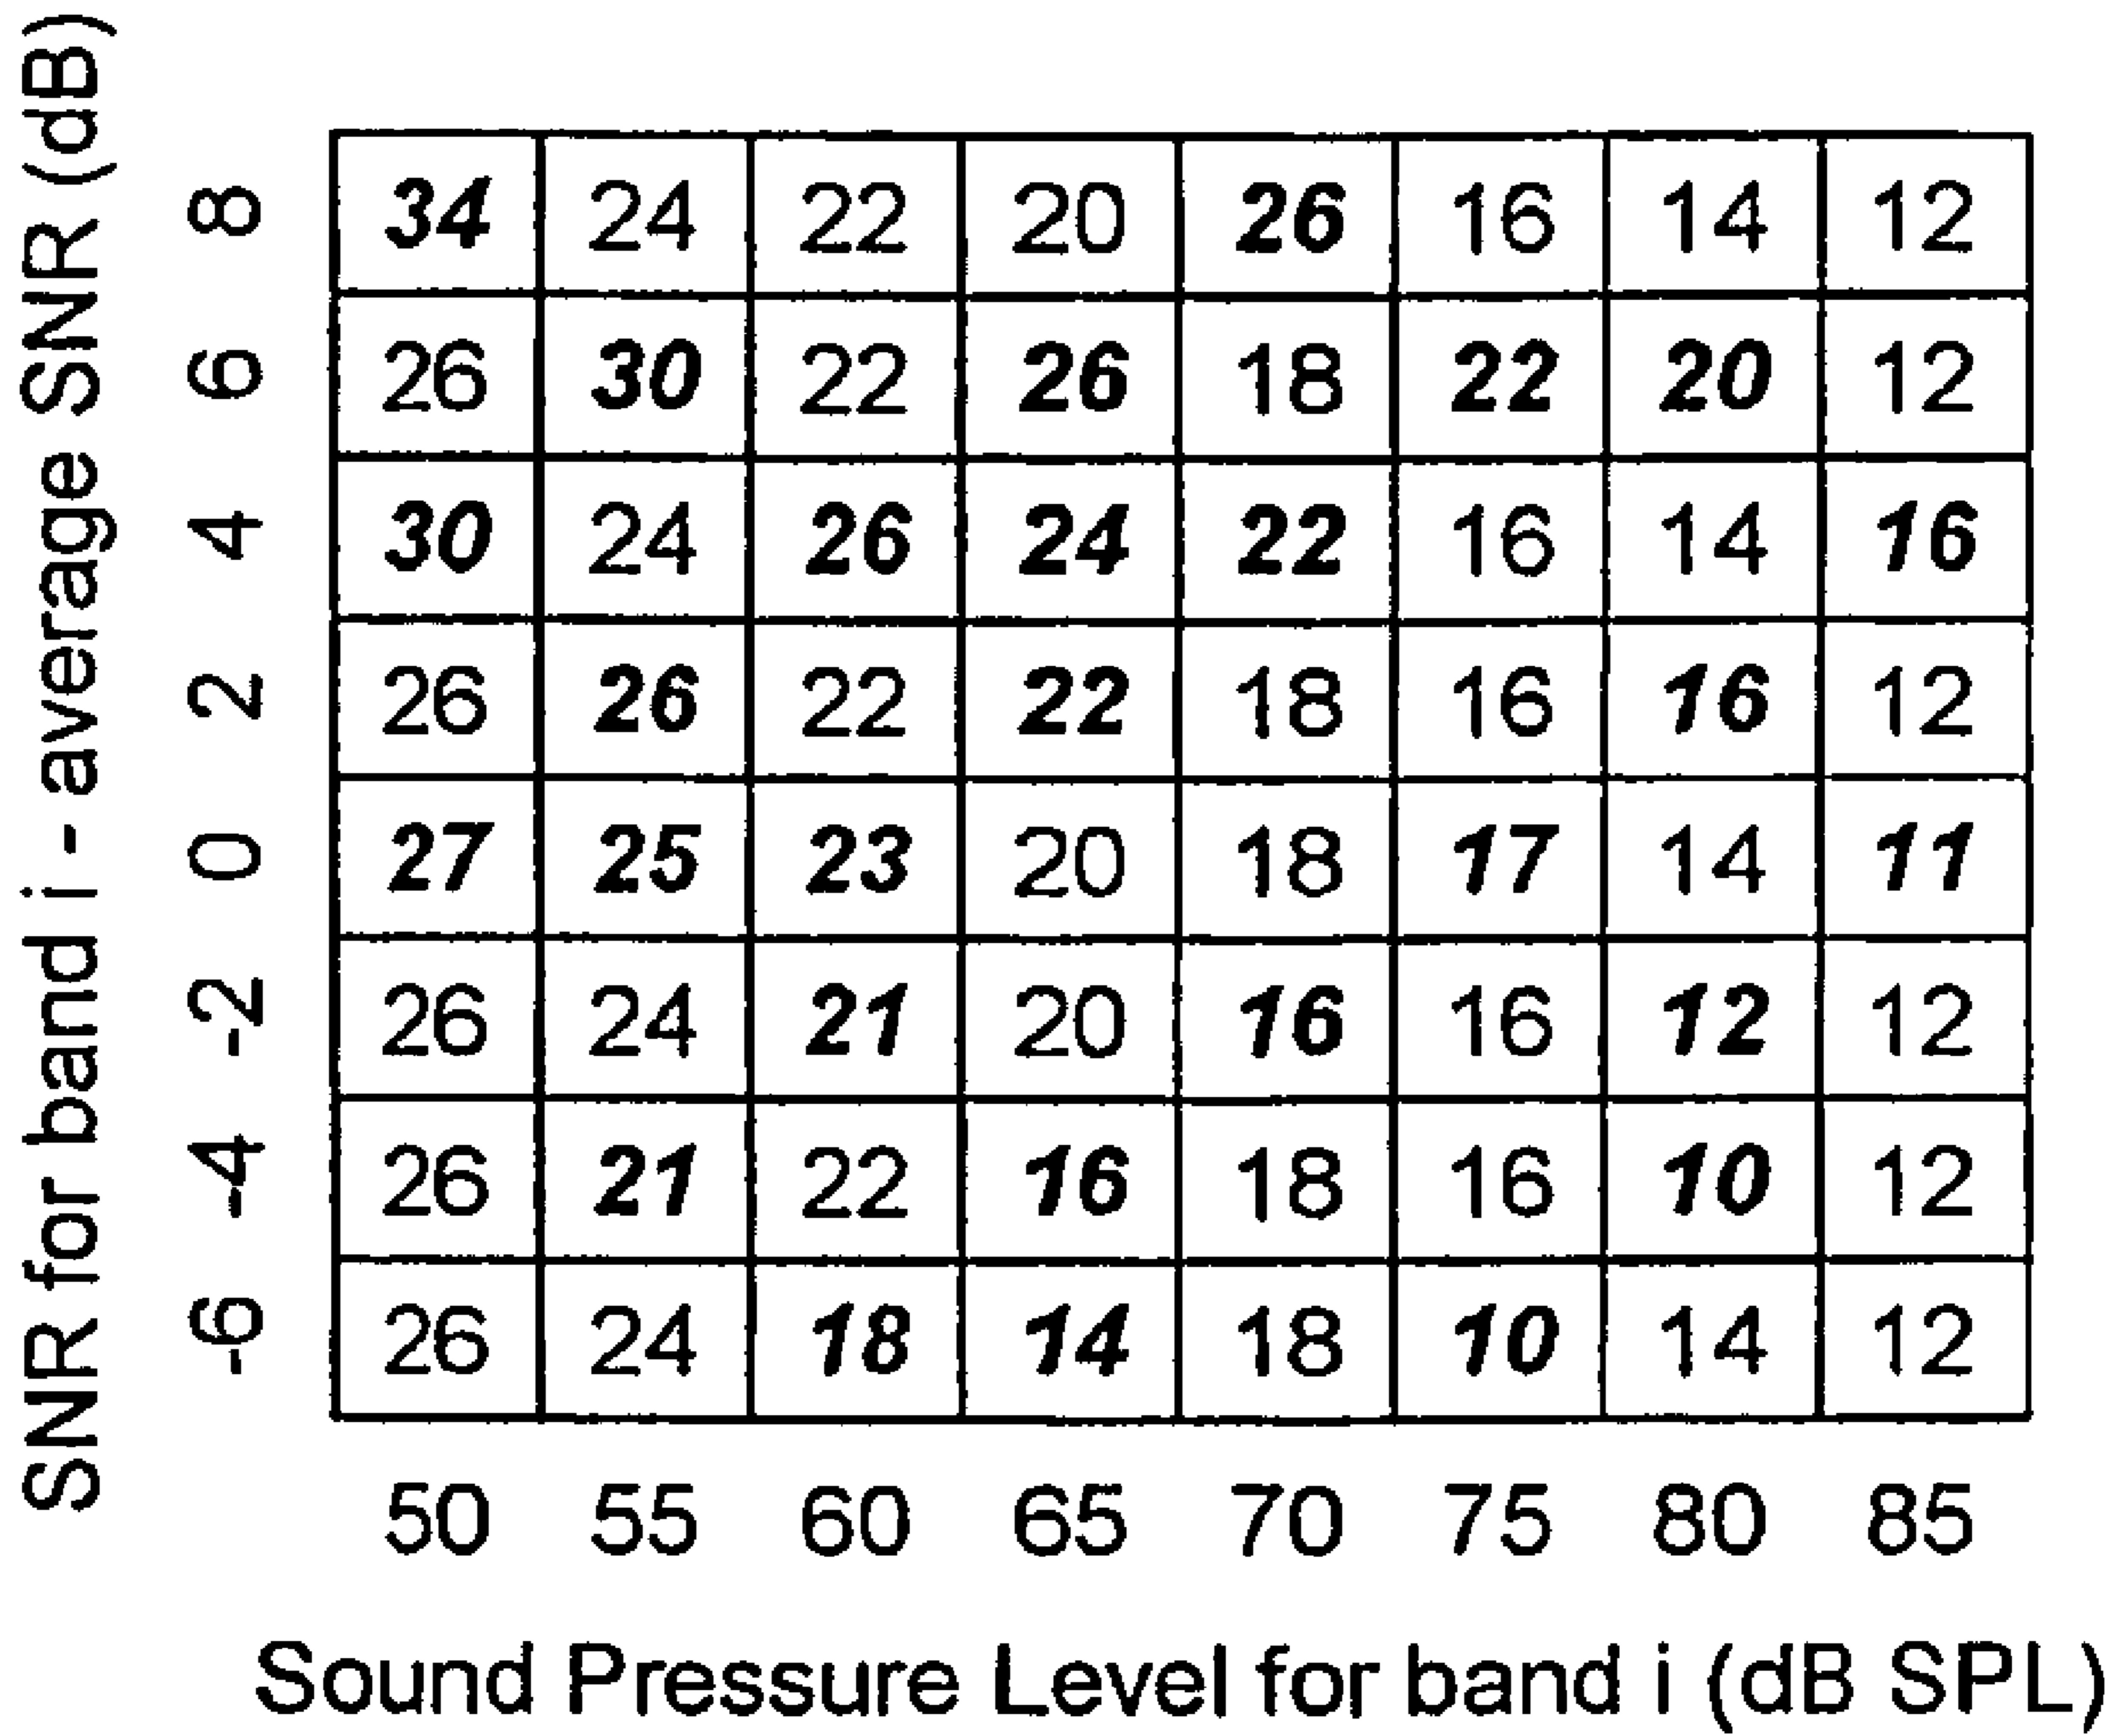 SNR for band i - average SNR (dB)
8 34 24 22 20 26 16 14 12
6 26 30 22 26 18 22 20 12
4 30 24 26 24 22 16 14 16
2 26 26 22 22 18 16 16 12
0 27 25 23 20 18 17 14 11
-2 26 24 21 20 16 16 12 12
-4 26 21 22 16 18 16 10 12
-6 26 24 18 14 18 10 14 12
50 55 60 65 70 75 80 85
Sound Pressure Level for band i (dB SPL)